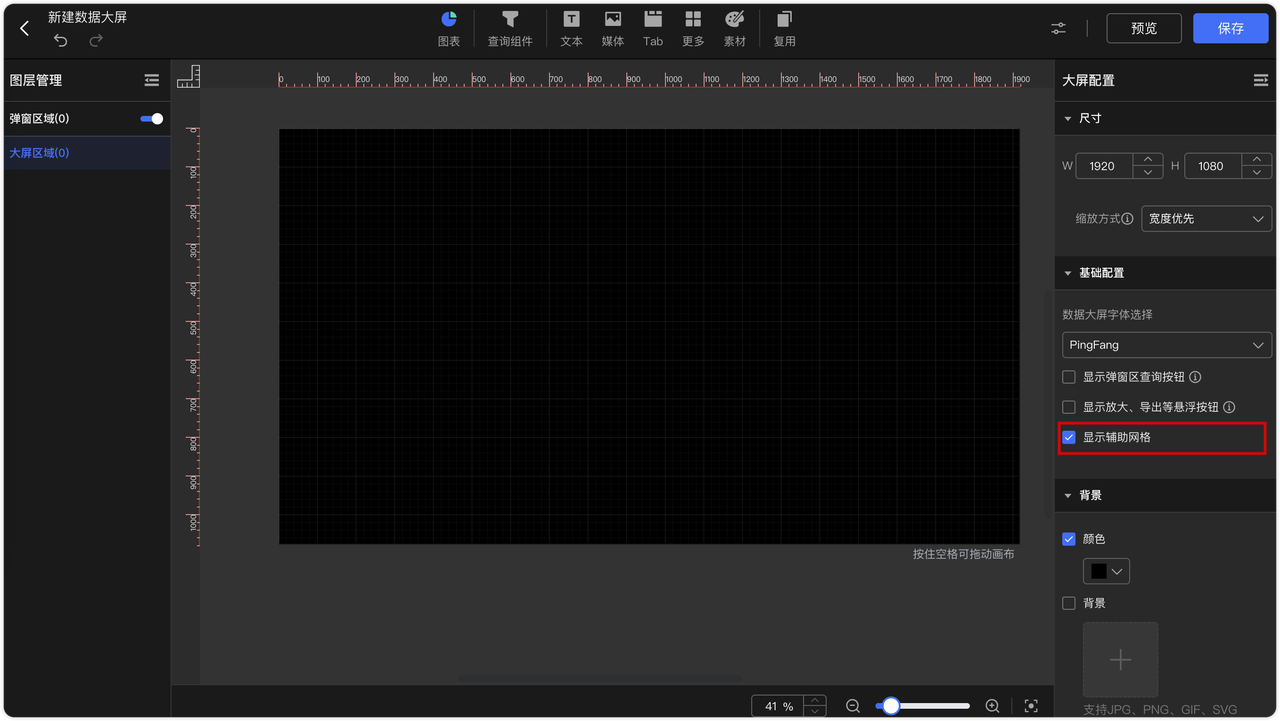 新建数据大屏
图表
查询组件
文本
媒体
Tab
更多
素材
复用
预览
保存
图层管理
弹窗区域(0)
大屏区域(0)
0 100 200 300 400 500 600 700 800 900 1000 1100 1200 1300 1400 1500 1600 1700 1800 1900
0 100 200 300 400 500 600 700 800 900 1000
按住空格可拖动画布
41 %
大屏配置
尺寸
W 1920 H 1080
缩放方式 宽度优先
基础配置
数据大屏字体选择
PingFang
显示弹窗区查询按钮
显示放大、导出等悬浮按钮
显示辅助网格
背景
颜色
背景
支持JPG、PNG、GIF、SVG